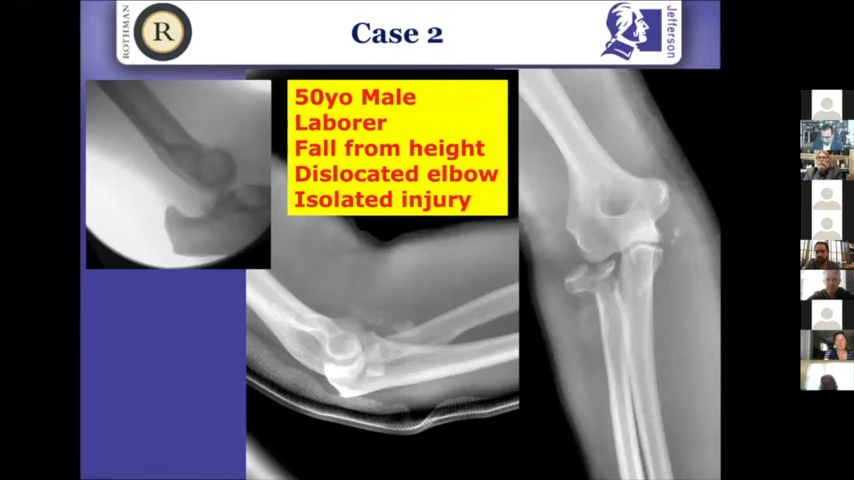 ROTHMAN
R
Case 2
Jefferson
50yo Male
Laborer
Fall from height
Dislocated elbow
Isolated injury